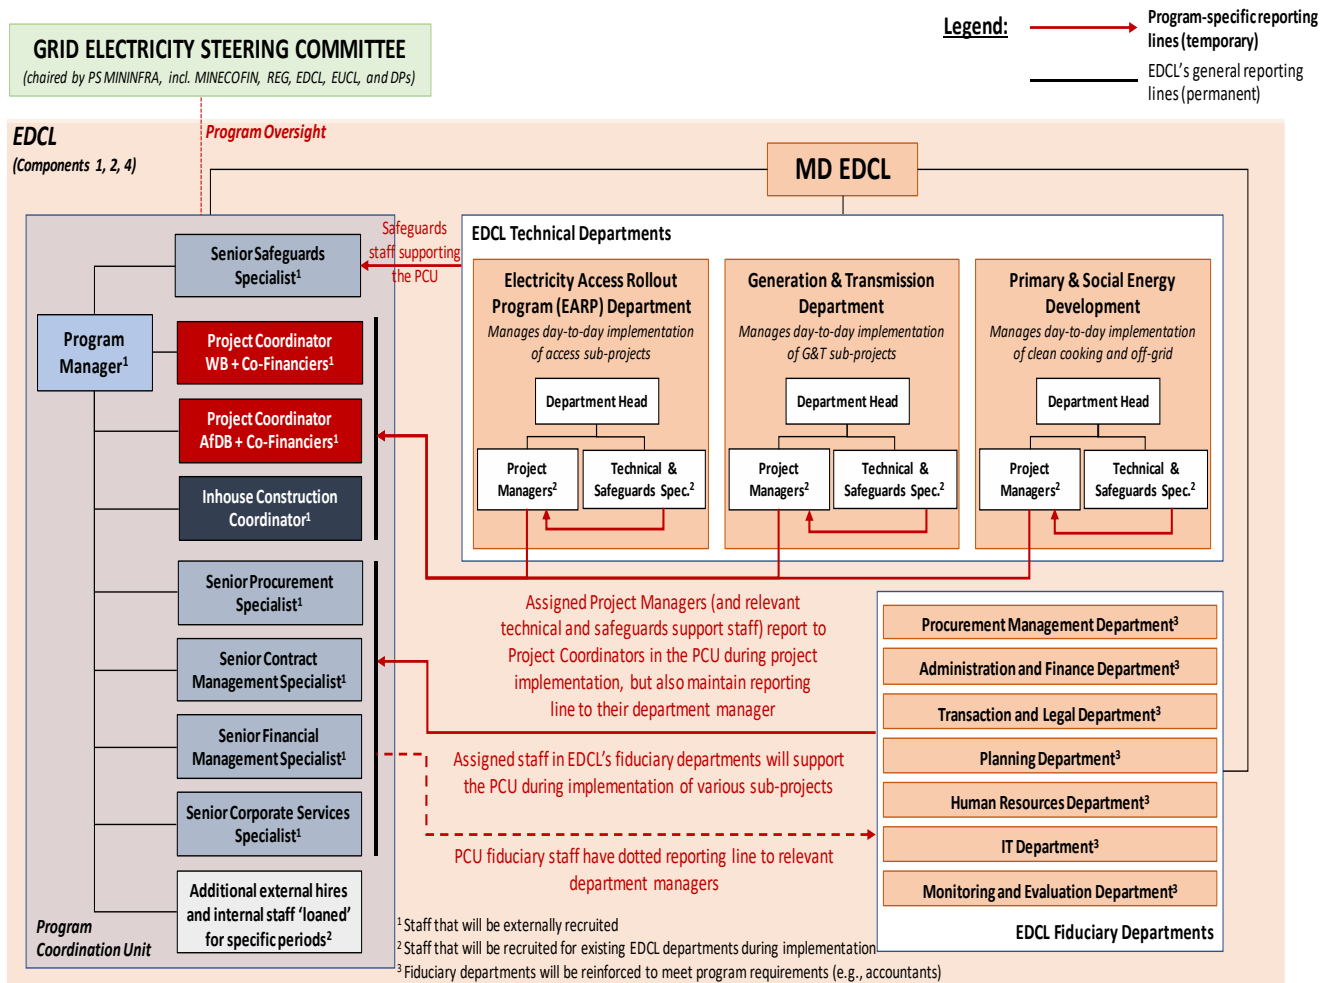 GRID ELECTRICITY STEERING COMMITTEE
(chaired by PS MININFRA, incl. MINECOFIN, REG, EDCL, EUCL, and DPs)
Legend:
Program-specific reporting
lines (temporary)
EDCL's general reporting
lines (permanent)
EDCL
(Components 1, 2, 4)
Program Oversight
MD EDCL
Senior Safeguards
Specialist¹
Program
Manager¹
Project Coordinator
WB + Co-Financiers¹
Project Coordinator
AfDB + Co-Financiers¹
Inhouse Construction
Coordinator¹
Senior Procurement
Specialist¹
Senior Contract
Management Specialist¹
Senior Financial
Management Specialist¹
Senior Corporate Services
Specialist¹
Additional external hires
and internal staff 'loaned'
for specific periods²
Program
Coordination Unit
Safeguards
staff supporting
the PCU
EDCL Technical Departments
Electricity Access Rollout
Program (EARP) Department
Manages day-to-day implementation
of access sub-projects
Department Head
Project
Managers²
Technical &
Safeguards Spec.²
Generation & Transmission
Department
Manages day-to-day implementation
of G&T sub-projects
Department Head
Project
Managers²
Technical &
Safeguards Spec.²
Primary & Social Energy
Development
Manages day-to-day implementation
of clean cooking and off-grid
Department Head
Project
Managers²
Technical &
Safeguards Spec.²
Assigned Project Managers (and relevant
technical and safeguards support staff) report to
Project Coordinators in the PCU during project
implementation, but also maintain reporting
line to their department manager
Assigned staff in EDCL's fiduciary departments will support
the PCU during implementation of various sub-projects
PCU fiduciary staff have dotted reporting line to relevant
department managers
Procurement Management Department³
Administration and Finance Department³
Transaction and Legal Department³
Planning Department³
Human Resources Department³
IT Department³
Monitoring and Evaluation Department³
EDCL Fiduciary Departments
¹ Staff that will be externally recruited
² Staff that will be recruited for existing EDCL departments during implementation
³ Fiduciary departments will be reinforced to meet program requirements (e.g., accountants)